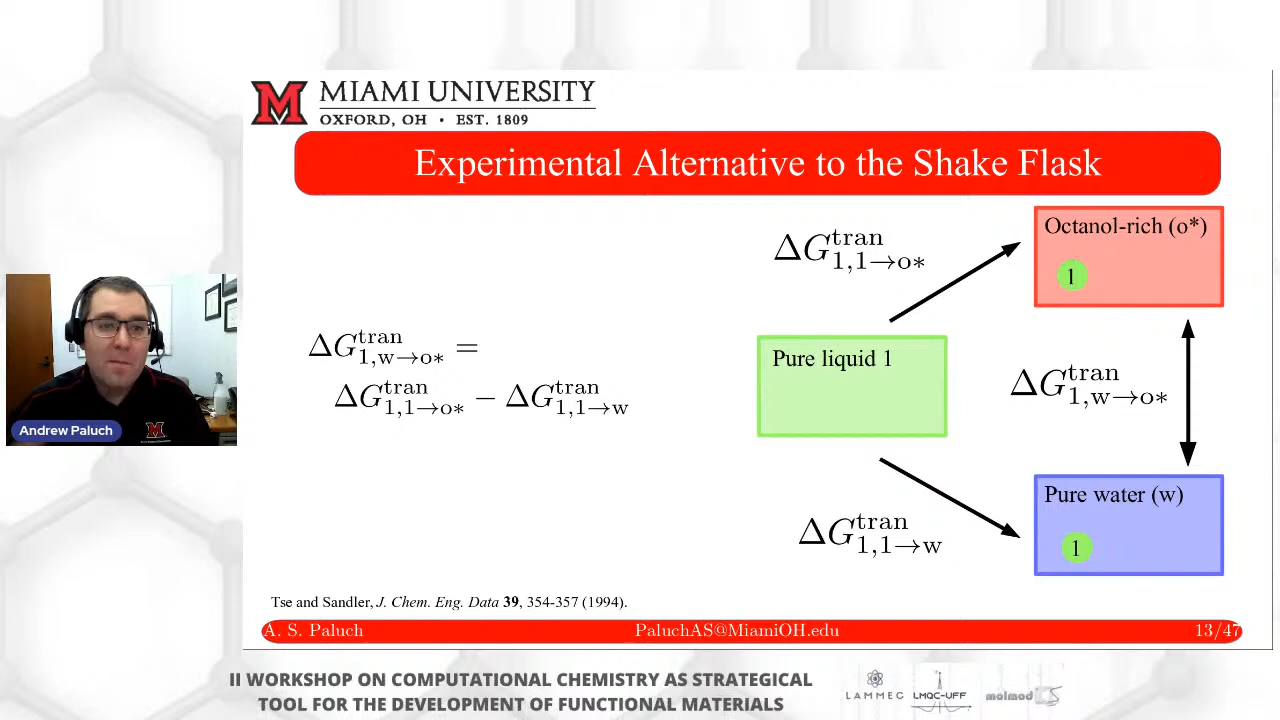 MIAMI UNIVERSITY
OXFORD, OH • EST. 1809
Experimental Alternative to the Shake Flask
ΔG^tran_1,1→o*
Octanol-rich (o*)
1
Pure liquid 1
ΔG^tran_1,w→o* =
ΔG^tran_1,1→o* − ΔG^tran_1,1→w
ΔG^tran_1,w→o*
Pure water (w)
1
ΔG^tran_1,1→w
Andrew Paluch
Tse and Sandler, J. Chem. Eng. Data 39, 354-357 (1994).
A. S. Paluch PaluchAS@MiamiOH.edu 13/47
II WORKSHOP ON COMPUTATIONAL CHEMISTRY AS STRATEGICAL
TOOL FOR THE DEVELOPMENT OF FUNCTIONAL MATERIALS
LAMMEC LMQC-UFF molmod CS